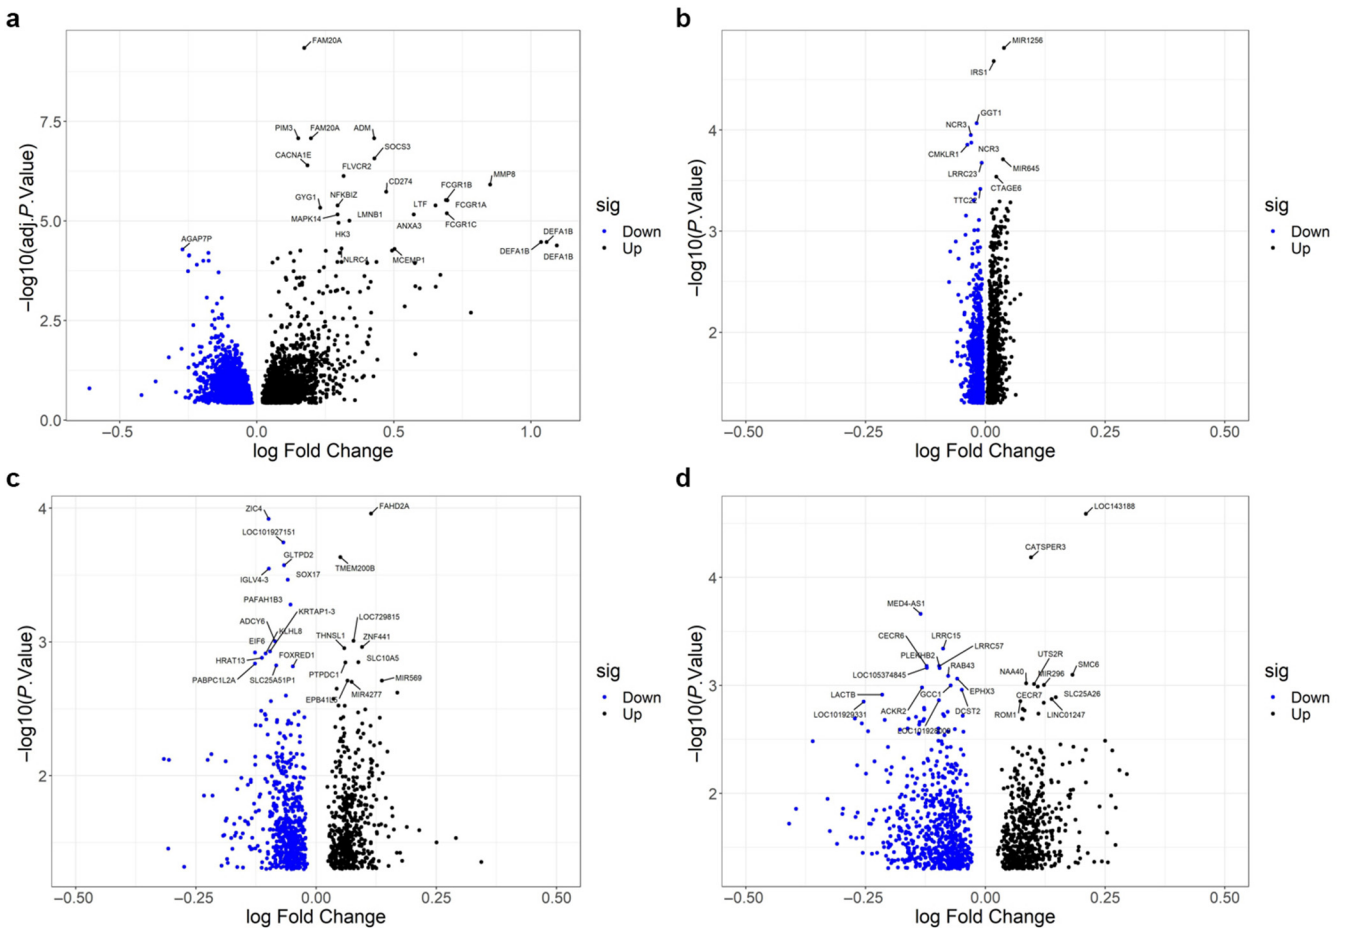 a
FAM20A
7.5
PIM3
FAM20A
ADM
SOCS3
CACNA1E
FLVCR2
CD274
MMP8
GYG1
NFKBIZ
LTF
FCGR1B
FCGR1A
MAPK14
LMNB1
ANXA3
FCGR1C
5.0
HK3
AGAP7P
NLRC4
MCEMP1
DEFA1B
DEFA1B
DEFA1B
2.5
0.0
−0.5
0.0
0.5
1.0
−log10(adj.P.Value)
log Fold Change
sig
Down
Up
b
MIR1256
IRS1
GGT1
4
NCR3
NCR3
CMKLR1
LRRC23
MIR645
CTAGE6
TTC22
3
2
−0.50
−0.25
0.00
0.25
0.50
−log10(P.Value)
log Fold Change
sig
Down
Up
c
4
ZIC4
FAHD2A
LOC101927151
GLTPD2
TMEM200B
IGLV4-3
SOX17
PAFAH1B3
KRTAP1-3
ADCY6
KLHL8
LOC729815
EIF6
THNSL1
ZNF441
3
HRAT13
FOXRED1
SLC10A5
PABPC1L2A
SLC25A51P1
PTPDC1
MIR569
EPB41L5
MIR4277
2
−0.50
−0.25
0.00
0.25
0.50
−log10(P.Value)
log Fold Change
sig
Down
Up
d
LOC143188
CATSPER3
4
MED4-AS1
CECR6
LRRC15
PLEKHB2
LRRC57
UTS2R
LOC105374845
RAB43
NAA40
MIR296
SMC6
3
LACTB
GCC1
EPHX3
CECR7
SLC25A26
LOC101929331
ACKR2
DCST2
ROM1
LINC01247
2
−0.50
−0.25
0.00
0.25
0.50
−log10(P.Value)
log Fold Change
sig
Down
Up